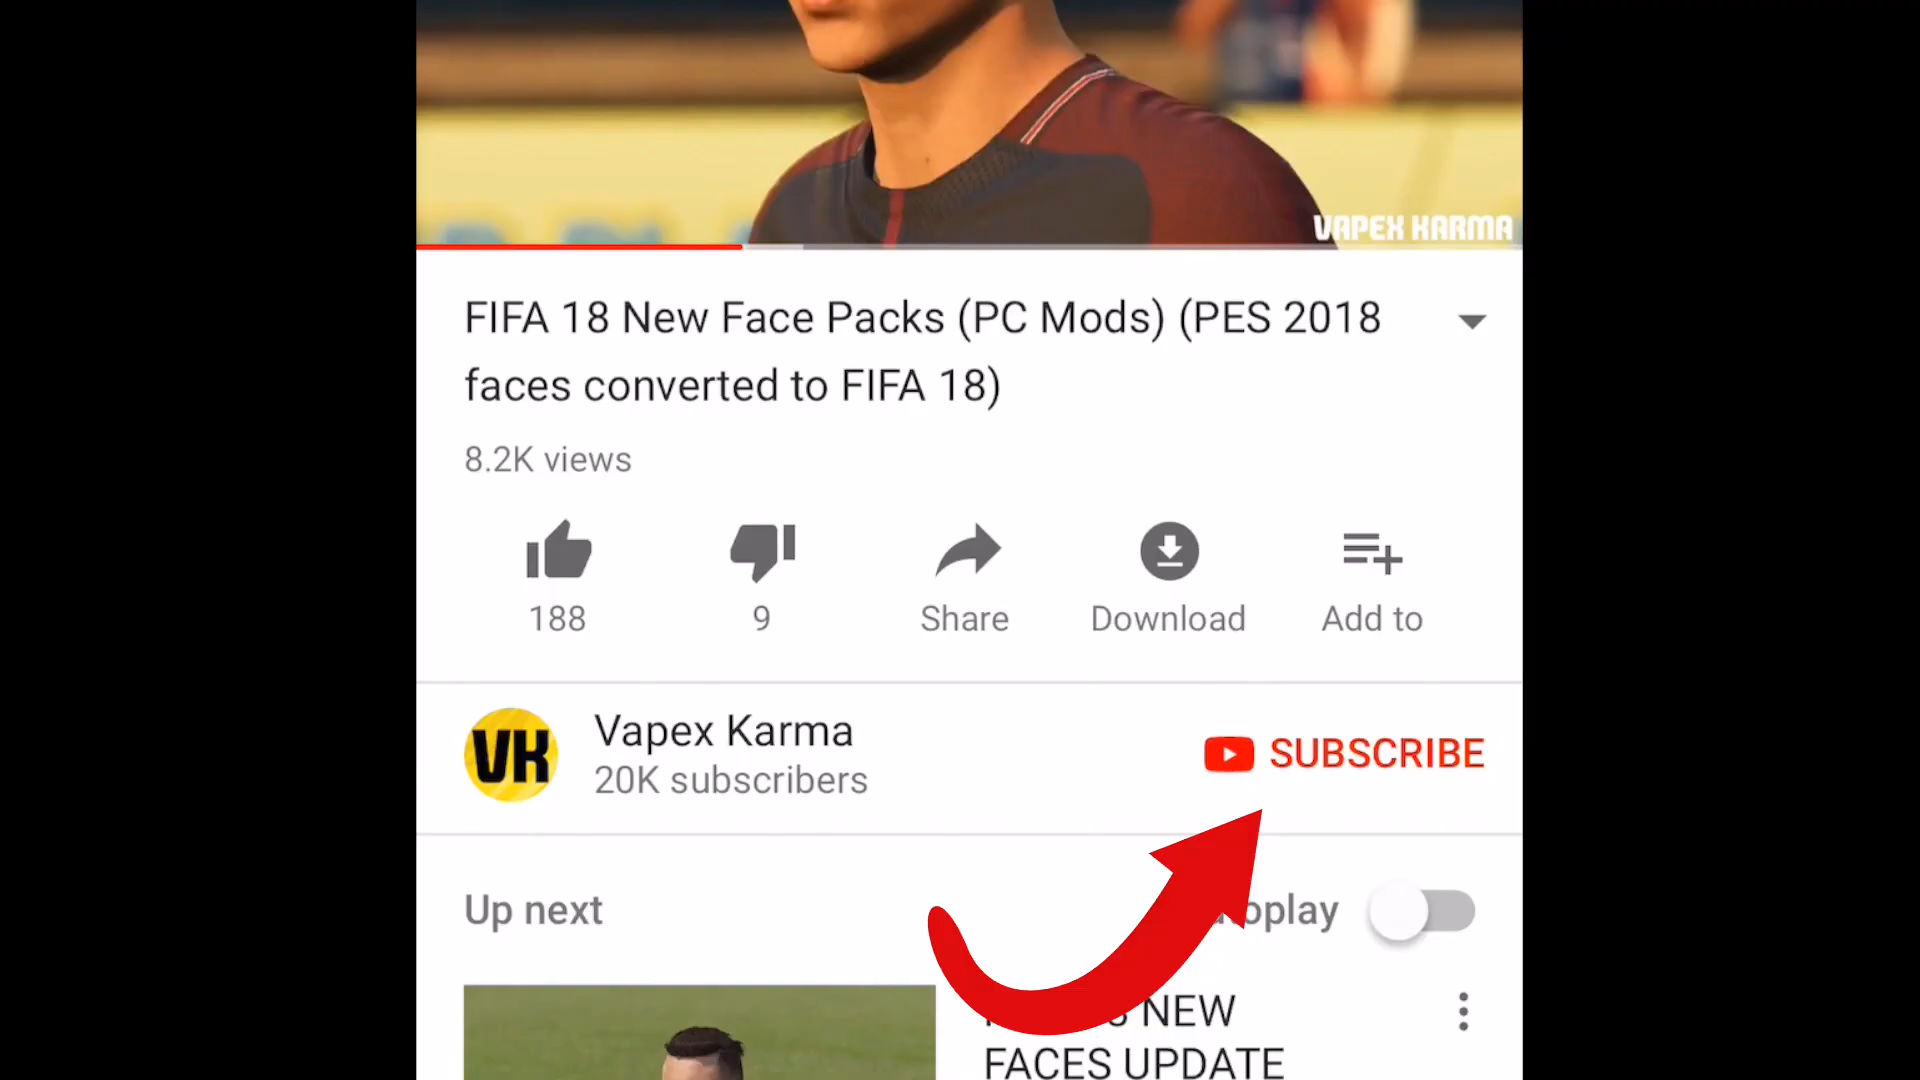 VAPEX KARMA
FIFA 18 New Face Packs (PC Mods) (PES 2018
faces converted to FIFA 18)
8.2K views
188
9
Share
Download
Add to
VK
Vapex Karma
20K subscribers
SUBSCRIBE
Up next
NEW
FACES UPDATE